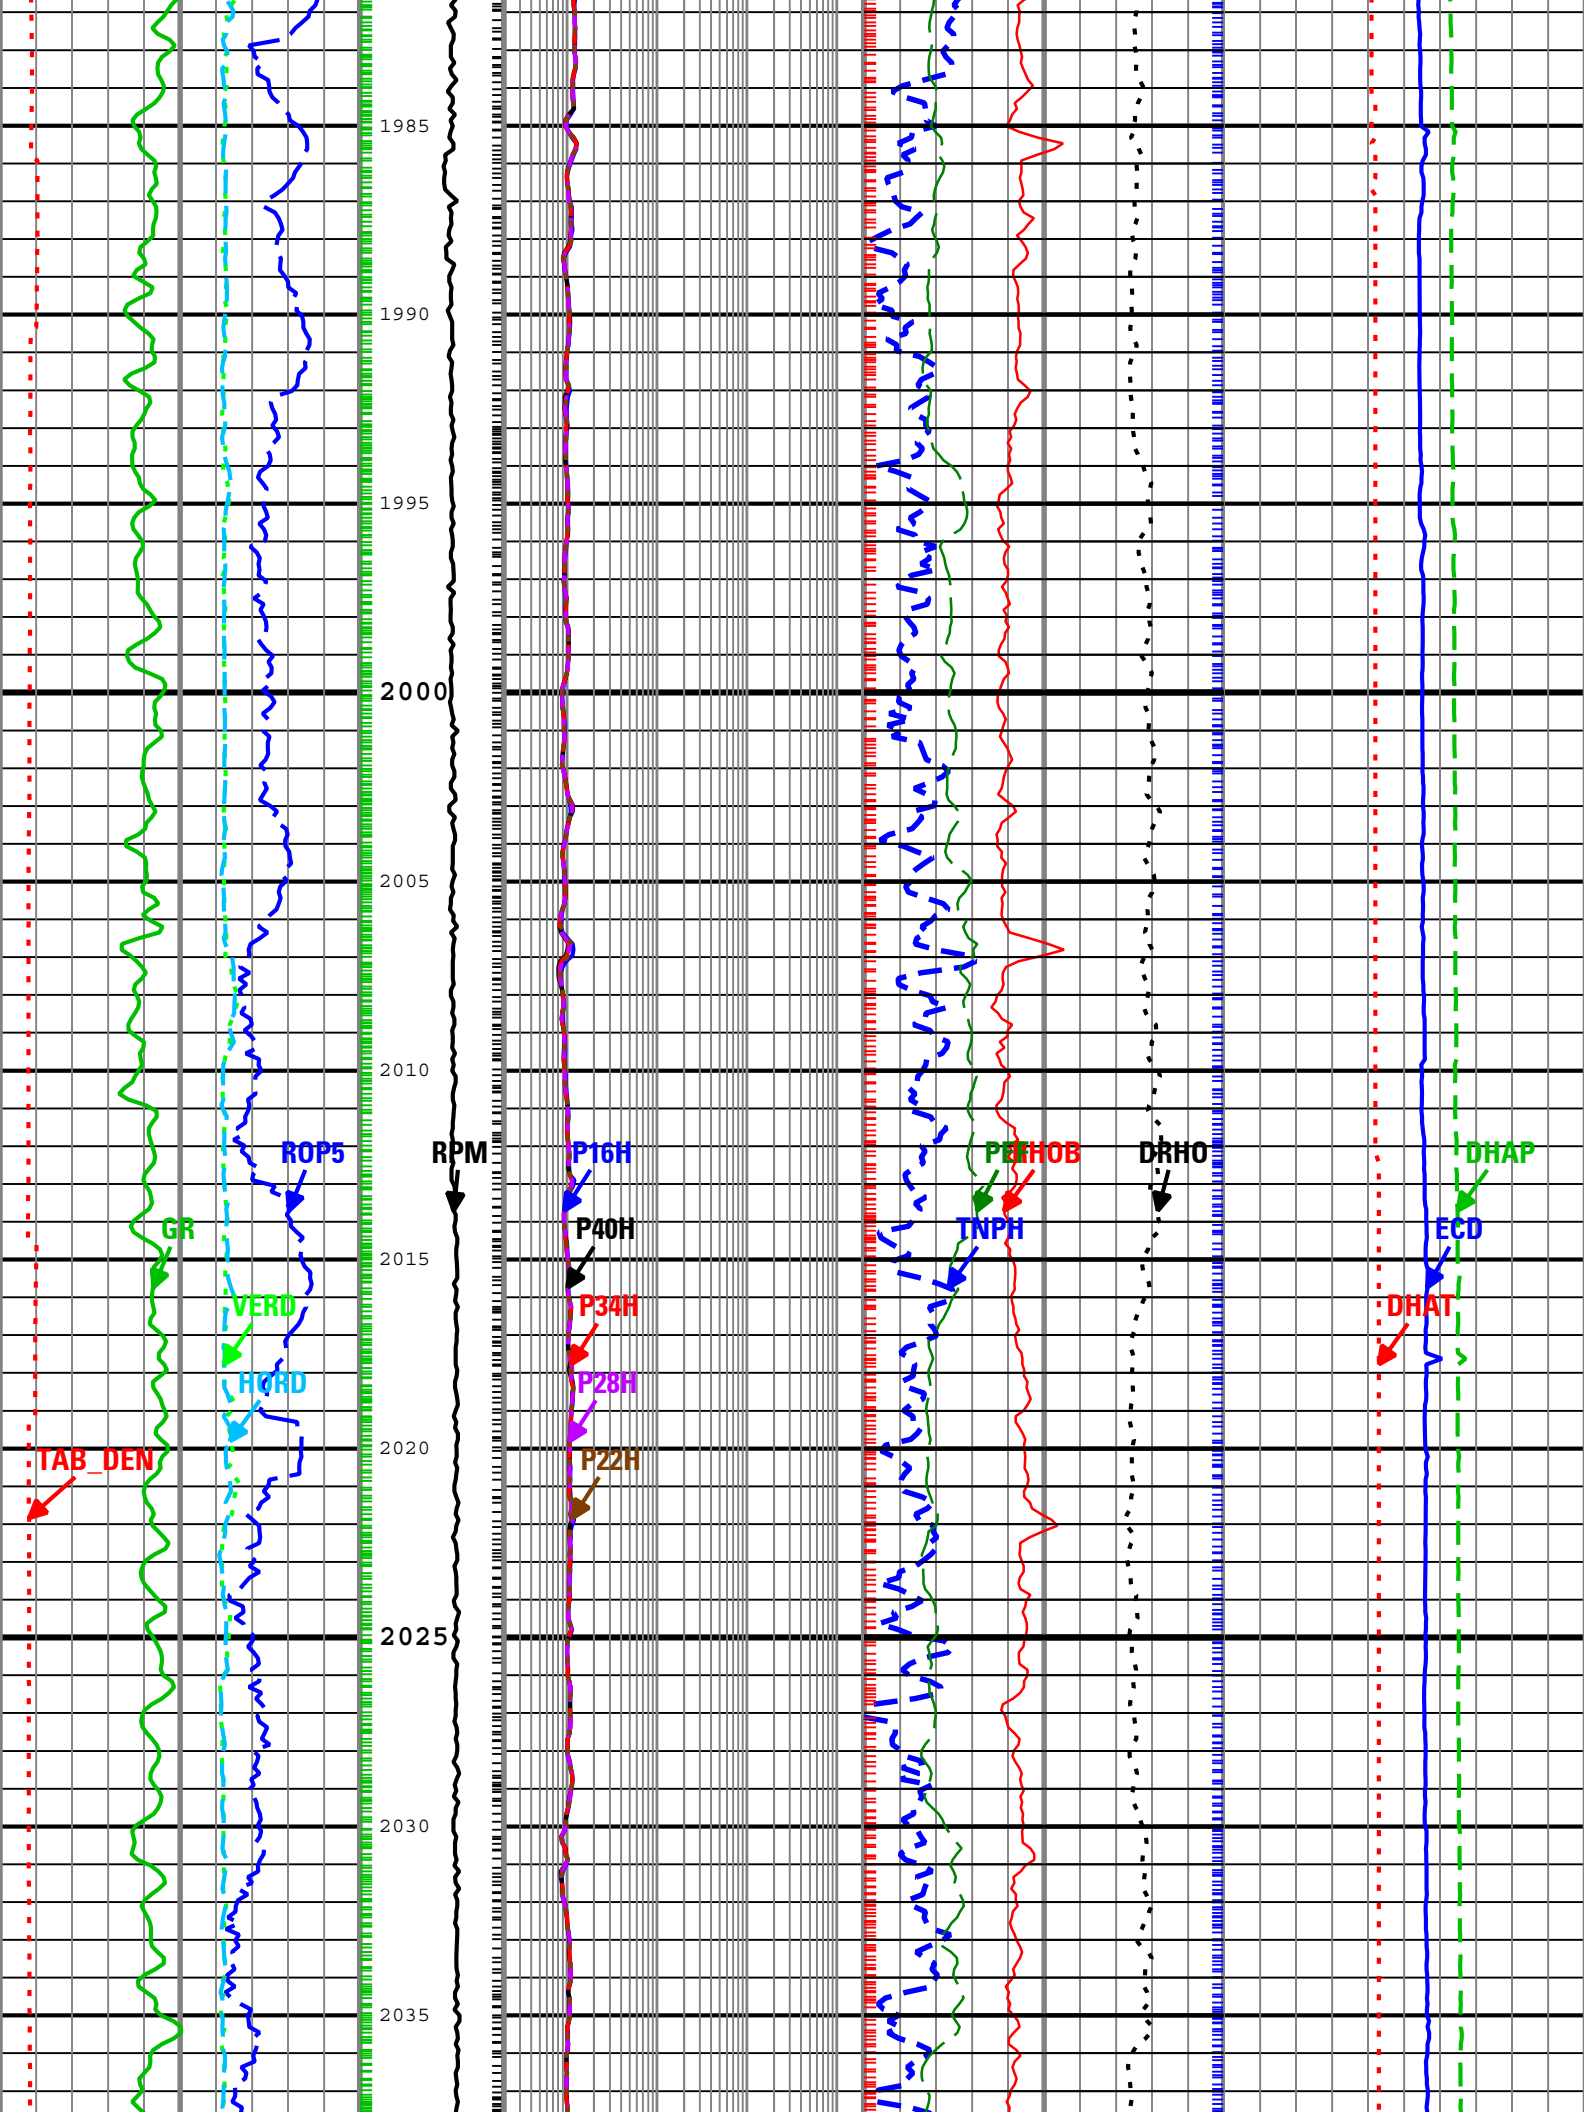 1985
1990
1995
2000
2005
2010
ROP5 RPM P16H PEF RHOB DRHO DHAP
GR P40H TNPH ECD
2015
VERD P34H DHAT
HORD P28H
2020
TAB_DEN P22H
2025
2030
2035